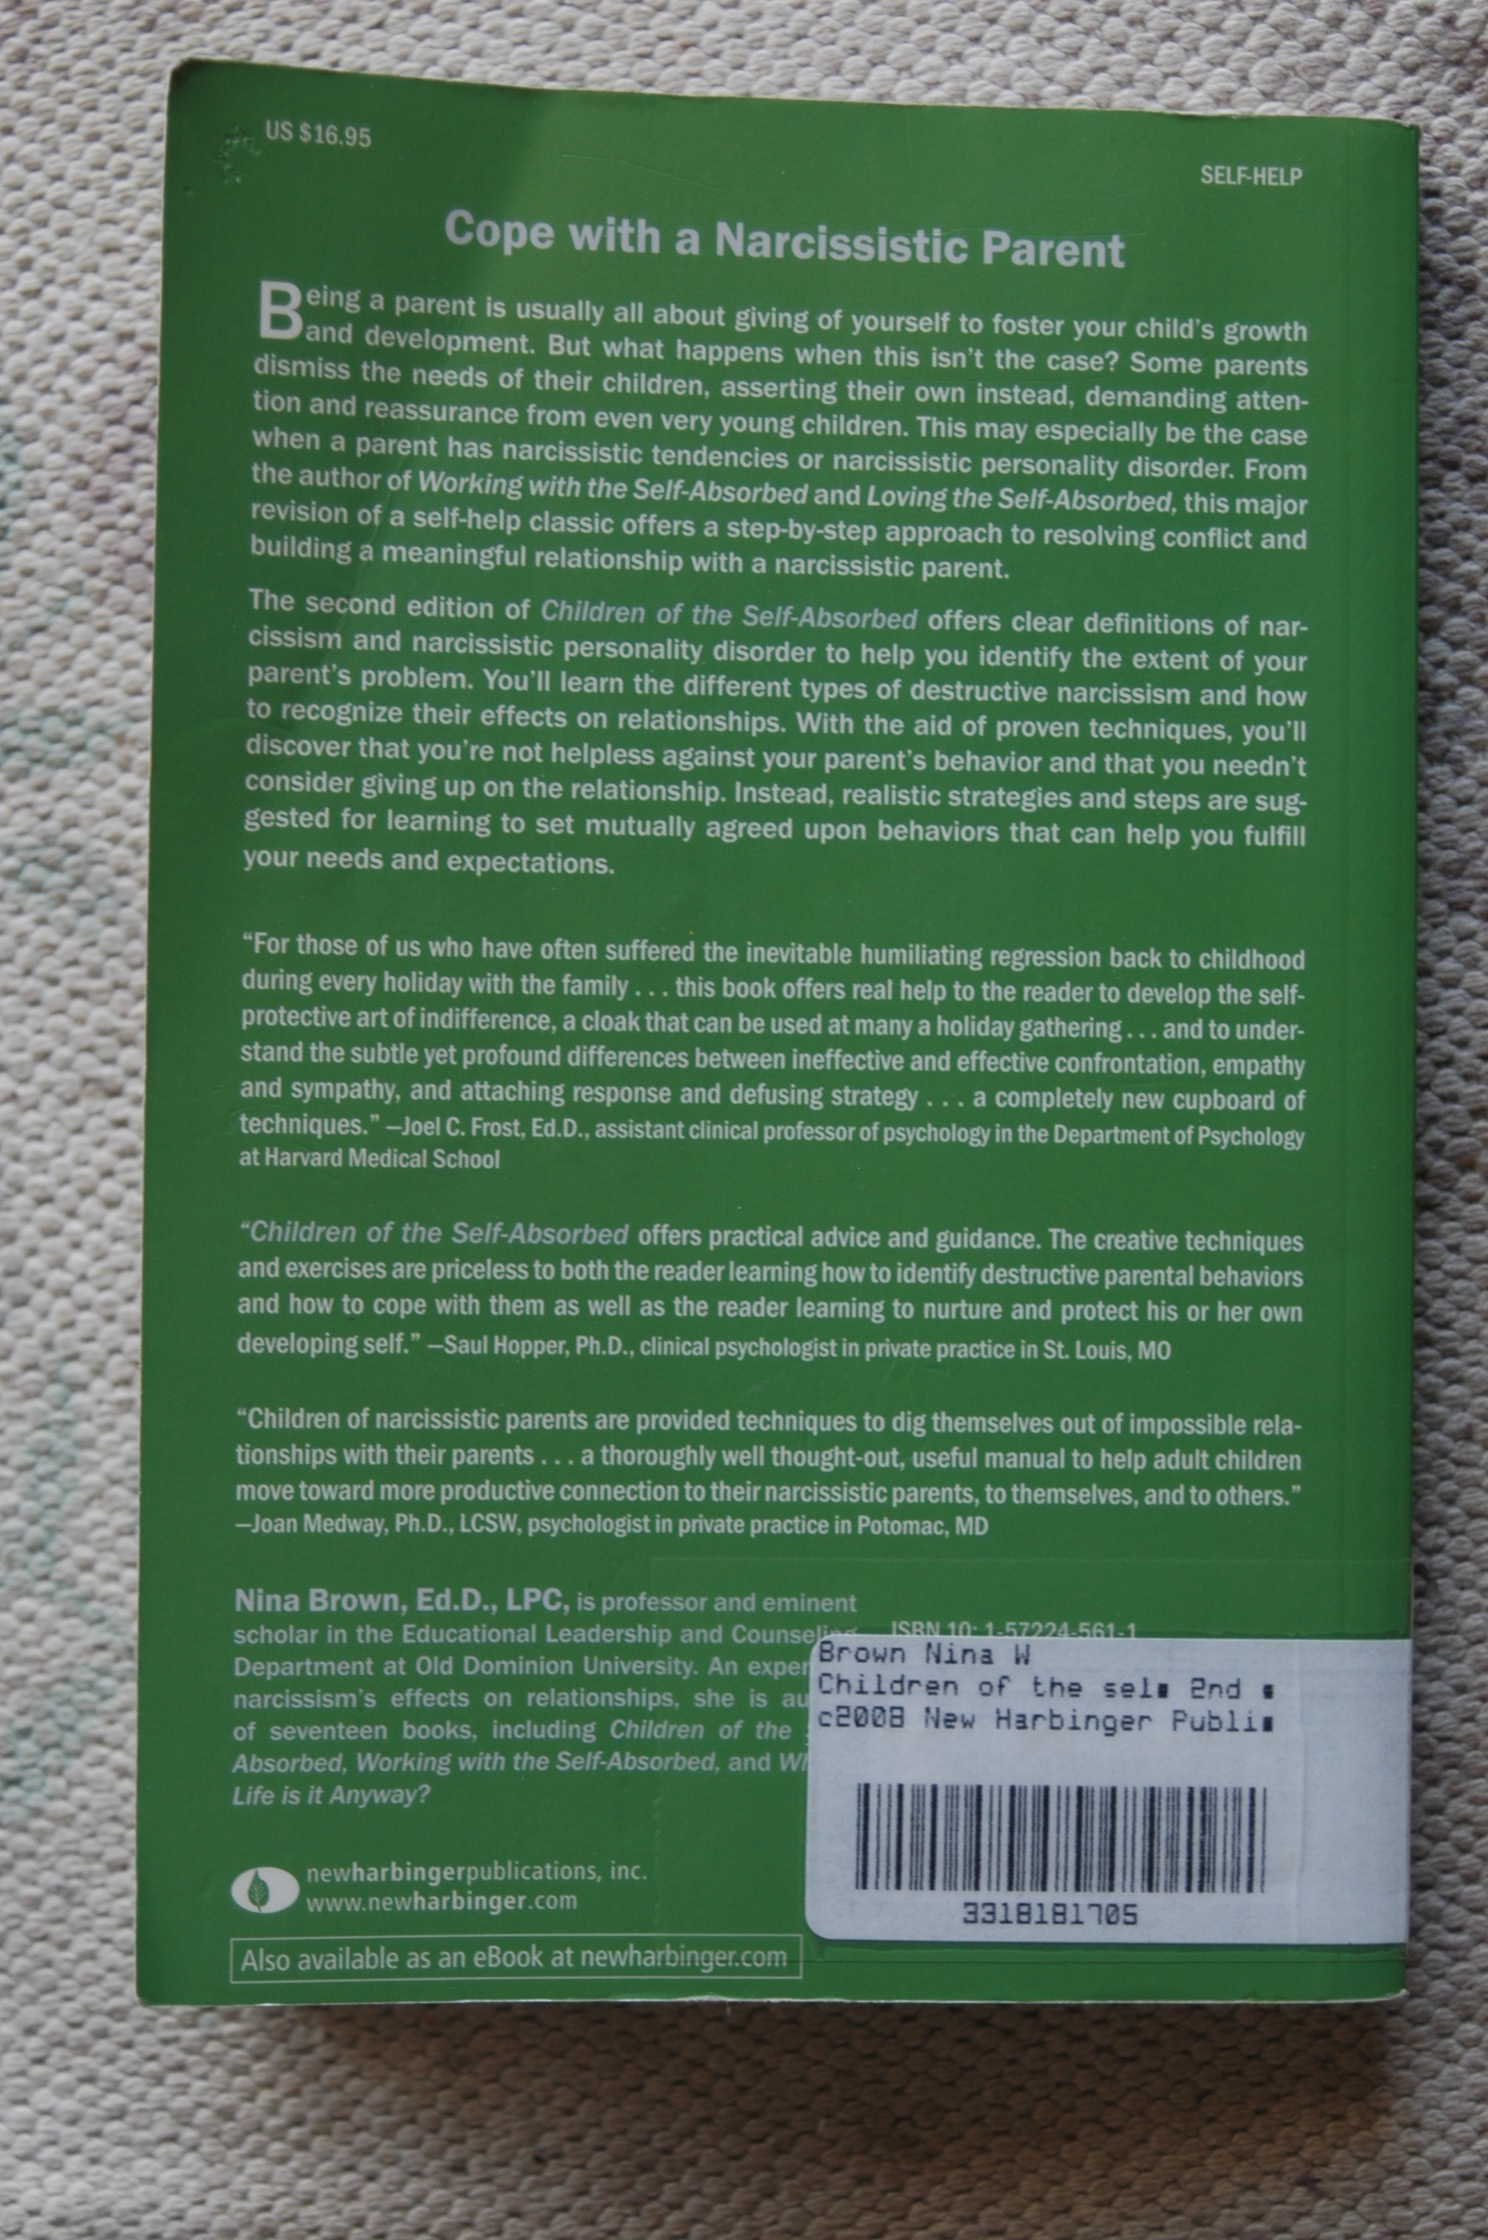 US $16.95
SELF-HELP
Cope with a Narcissistic Parent
Being a parent is usually all about giving of yourself to foster your child's growth
and development. But what happens when this isn't the case? Some parents
dismiss the needs of their children, asserting their own instead, demanding atten-
tion and reassurance from even very young children. This may especially be the case
when a parent has narcissistic tendencies or narcissistic personality disorder. From
the author of Working with the Self-Absorbed and Loving the Self-Absorbed, this major
revision of a self-help classic offers a step-by-step approach to resolving conflict and
building a meaningful relationship with a narcissistic parent.
The second edition of Children of the Self-Absorbed offers clear definitions of nar-
cissism and narcissistic personality disorder to help you identify the extent of your
parent's problem. You'll learn the different types of destructive narcissism and how
to recognize their effects on relationships. With the aid of proven techniques, you'll
discover that you're not helpless against your parent's behavior and that you needn't
consider giving up on the relationship. Instead, realistic strategies and steps are sug-
gested for learning to set mutually agreed upon behaviors that can help you fulfill
your needs and expectations.
“For those of us who have often suffered the inevitable humiliating regression back to childhood
during every holiday with the family . . . this book offers real help to the reader to develop the self-
protective art of indifference, a cloak that can be used at many a holiday gathering . . . and to under-
stand the subtle yet profound differences between ineffective and effective confrontation, empathy
and sympathy, and attaching response and defusing strategy . . . a completely new cupboard of
techniques.” —Joel C. Frost, Ed.D., assistant clinical professor of psychology in the Department of Psychology
at Harvard Medical School
“Children of the Self-Absorbed offers practical advice and guidance. The creative techniques
and exercises are priceless to both the reader learning how to identify destructive parental behaviors
and how to cope with them as well as the reader learning to nurture and protect his or her own
developing self.” —Saul Hopper, Ph.D., clinical psychologist in private practice in St. Louis, MO
“Children of narcissistic parents are provided techniques to dig themselves out of impossible rela-
tionships with their parents . . . a thoroughly well thought-out, useful manual to help adult children
move toward more productive connection to their narcissistic parents, to themselves, and to others.”
—Joan Medway, Ph.D., LCSW, psychologist in private practice in Potomac, MD
Nina Brown, Ed.D., LPC, is professor and eminent
scholar in the Educational Leadership and Counseling
Department at Old Dominion University. An exper
narcissism's effects on relationships, she is au
of seventeen books, including Children of the
Absorbed, Working with the Self-Absorbed, and Wh
Life is it Anyway?
newharbingerpublications, inc.
www.newharbinger.com
Also available as an eBook at newharbinger.com
ISBN 10: 1-57224-561-1
Brown Nina W
Children of the sel 2nd
c2008 New Harbinger Publi
3318181705